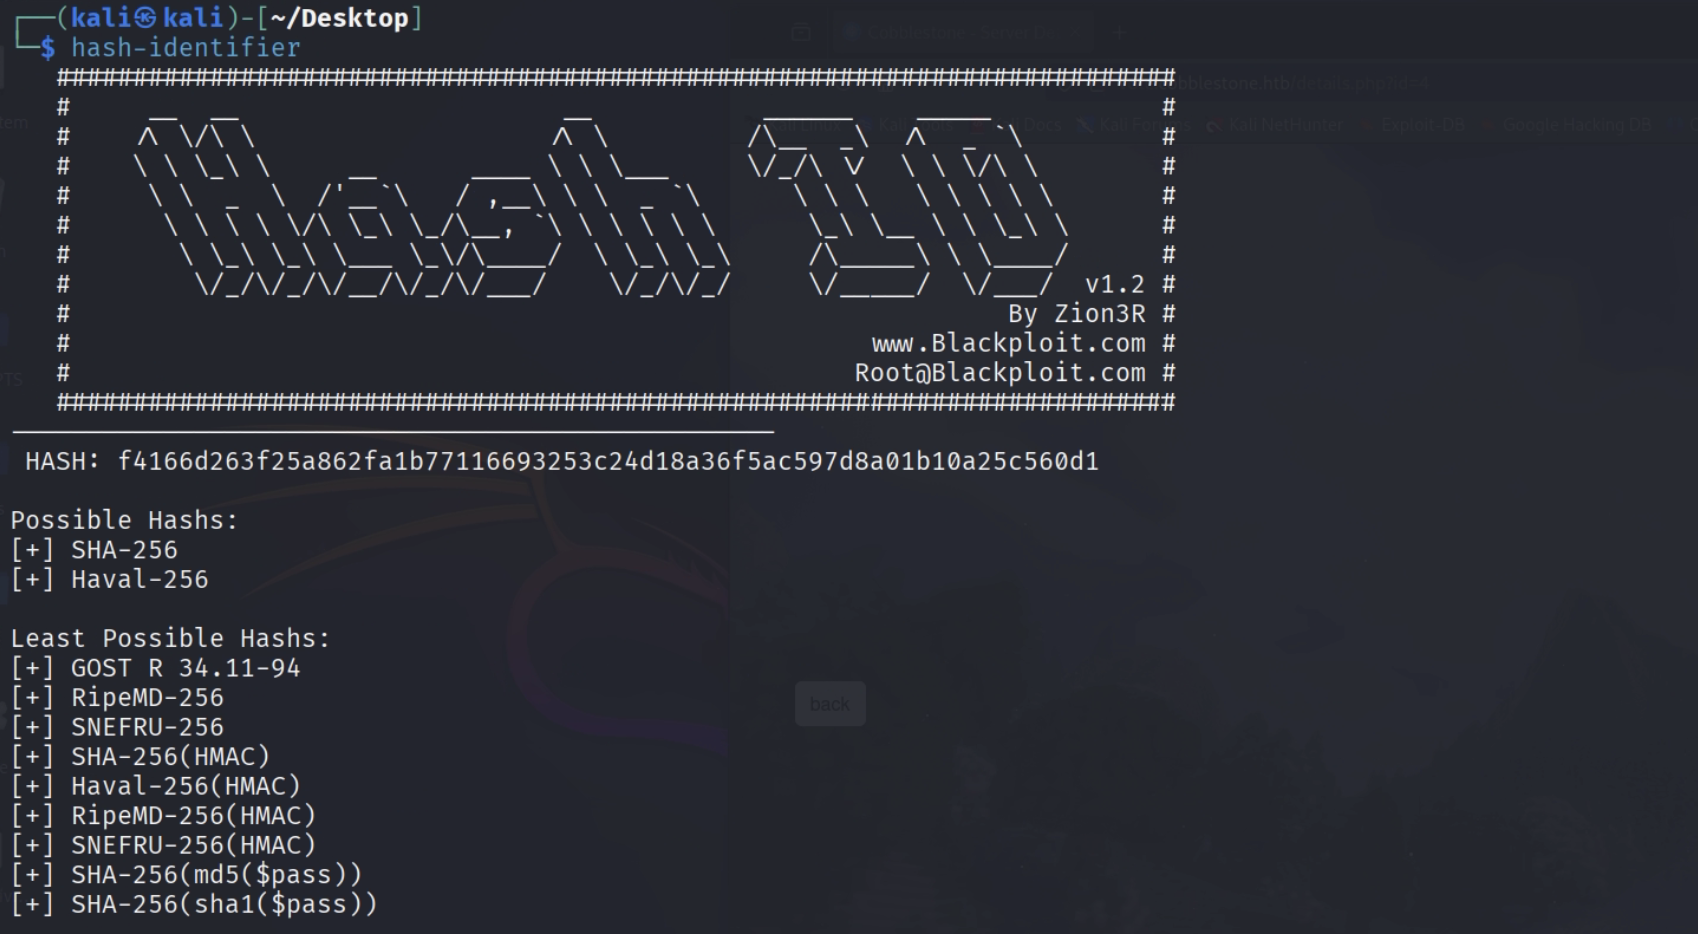 (kali㉿kali)-[~/Desktop]
$ hash-identifier
#########################################################################
v1.2 #
By Zion3R #
www.Blackploit.com #
Root@Blackploit.com #
#########################################################################
HASH: f4166d263f25a862fa1b77116693253c24d18a36f5ac597d8a01b10a25c560d1
Possible Hashs:
[+] SHA-256
[+] Haval-256
Least Possible Hashs:
[+] GOST R 34.11-94
[+] RipeMD-256
[+] SNEFRU-256
[+] SHA-256(HMAC)
[+] Haval-256(HMAC)
[+] RipeMD-256(HMAC)
[+] SNEFRU-256(HMAC)
[+] SHA-256(md5($pass))
[+] SHA-256(sha1($pass))
back